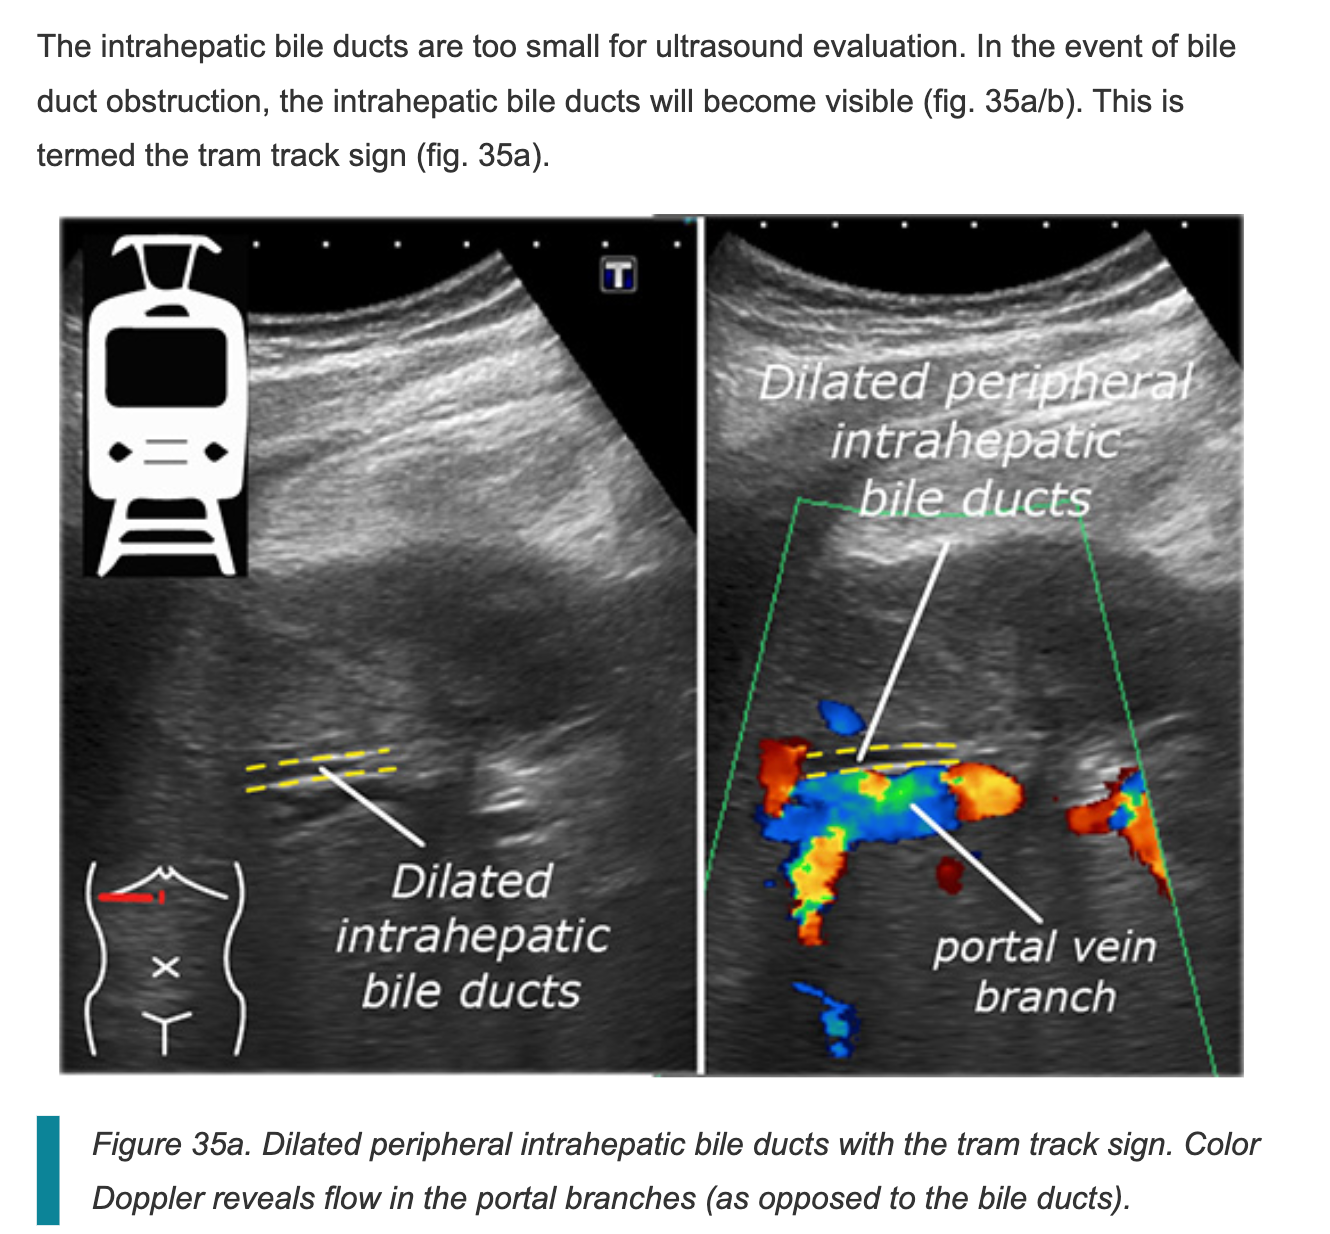 The intrahepatic bile ducts are too small for ultrasound evaluation. In the event of bile
duct obstruction, the intrahepatic bile ducts will become visible (fig. 35a/b). This is
termed the tram track sign (fig. 35a).
T
Dilated
intrahepatic
bile ducts
Dilated peripheral
intrahepatic
bile ducts
portal vein
branch
Figure 35a. Dilated peripheral intrahepatic bile ducts with the tram track sign. Color
Doppler reveals flow in the portal branches (as opposed to the bile ducts).